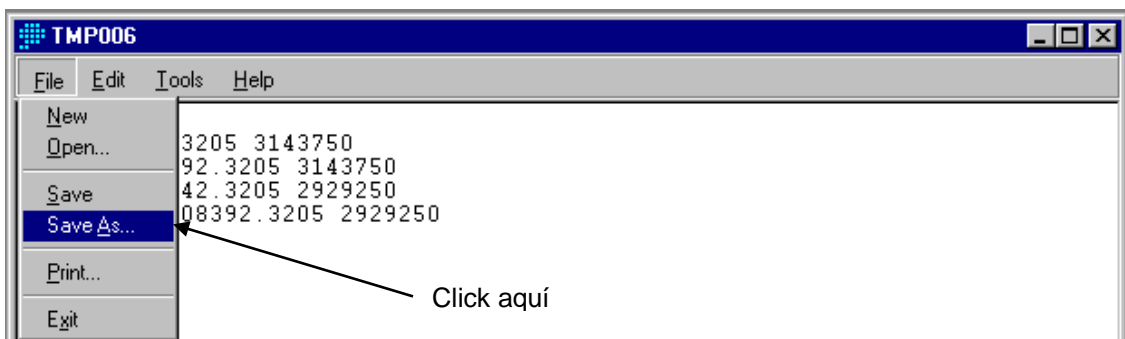 TMP006
File Edit Tools Help
New
Open...
3205 3143750
92.3205 3143750
Save
42.3205 2929250
Save As...
08392.3205 2929250
Print...
Click aquí
Exit